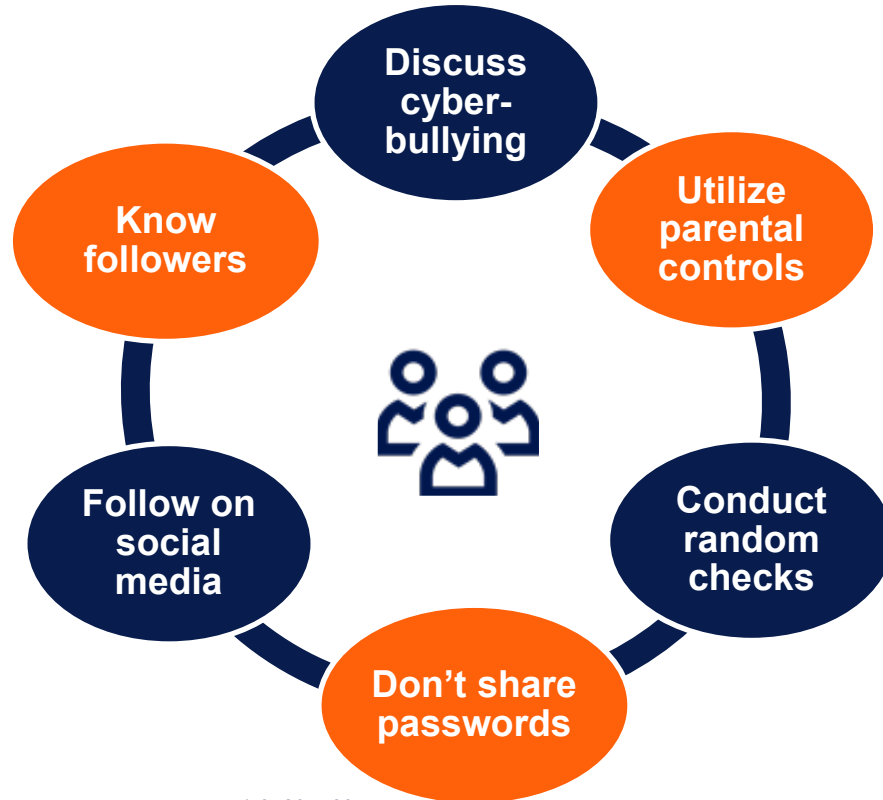 Discuss
cyber-
bullying
Utilize
parental
controls
Conduct
random
checks
Don’t share
passwords
Follow on
social
media
Know
followers